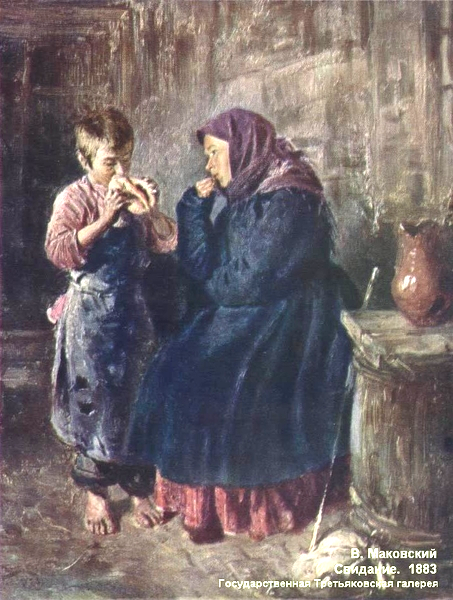 В. Маковский
Свидание. 1883
Государственная Третьяковская галерея